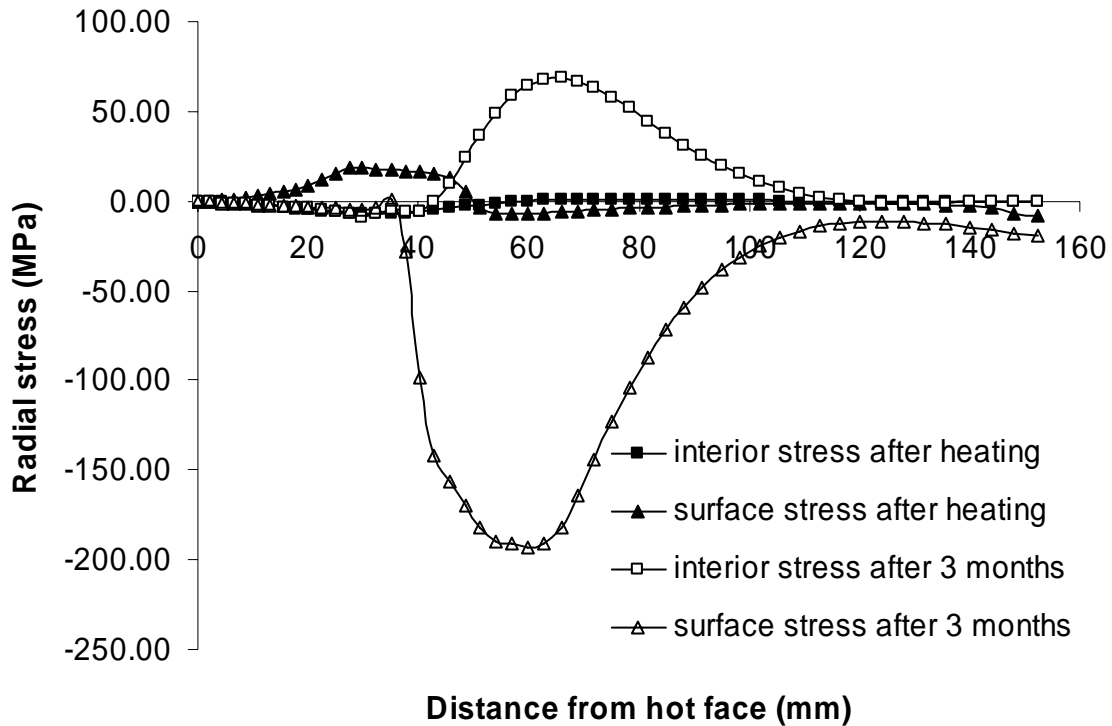 100.00
50.00
0.00
-50.00
-100.00
-150.00
-200.00
-250.00
Radial stress (MPa)
0 20 40 60 80 100 120 140 160
Distance from hot face (mm)
interior stress after heating
surface stress after heating
interior stress after 3 months
surface stress after 3 months